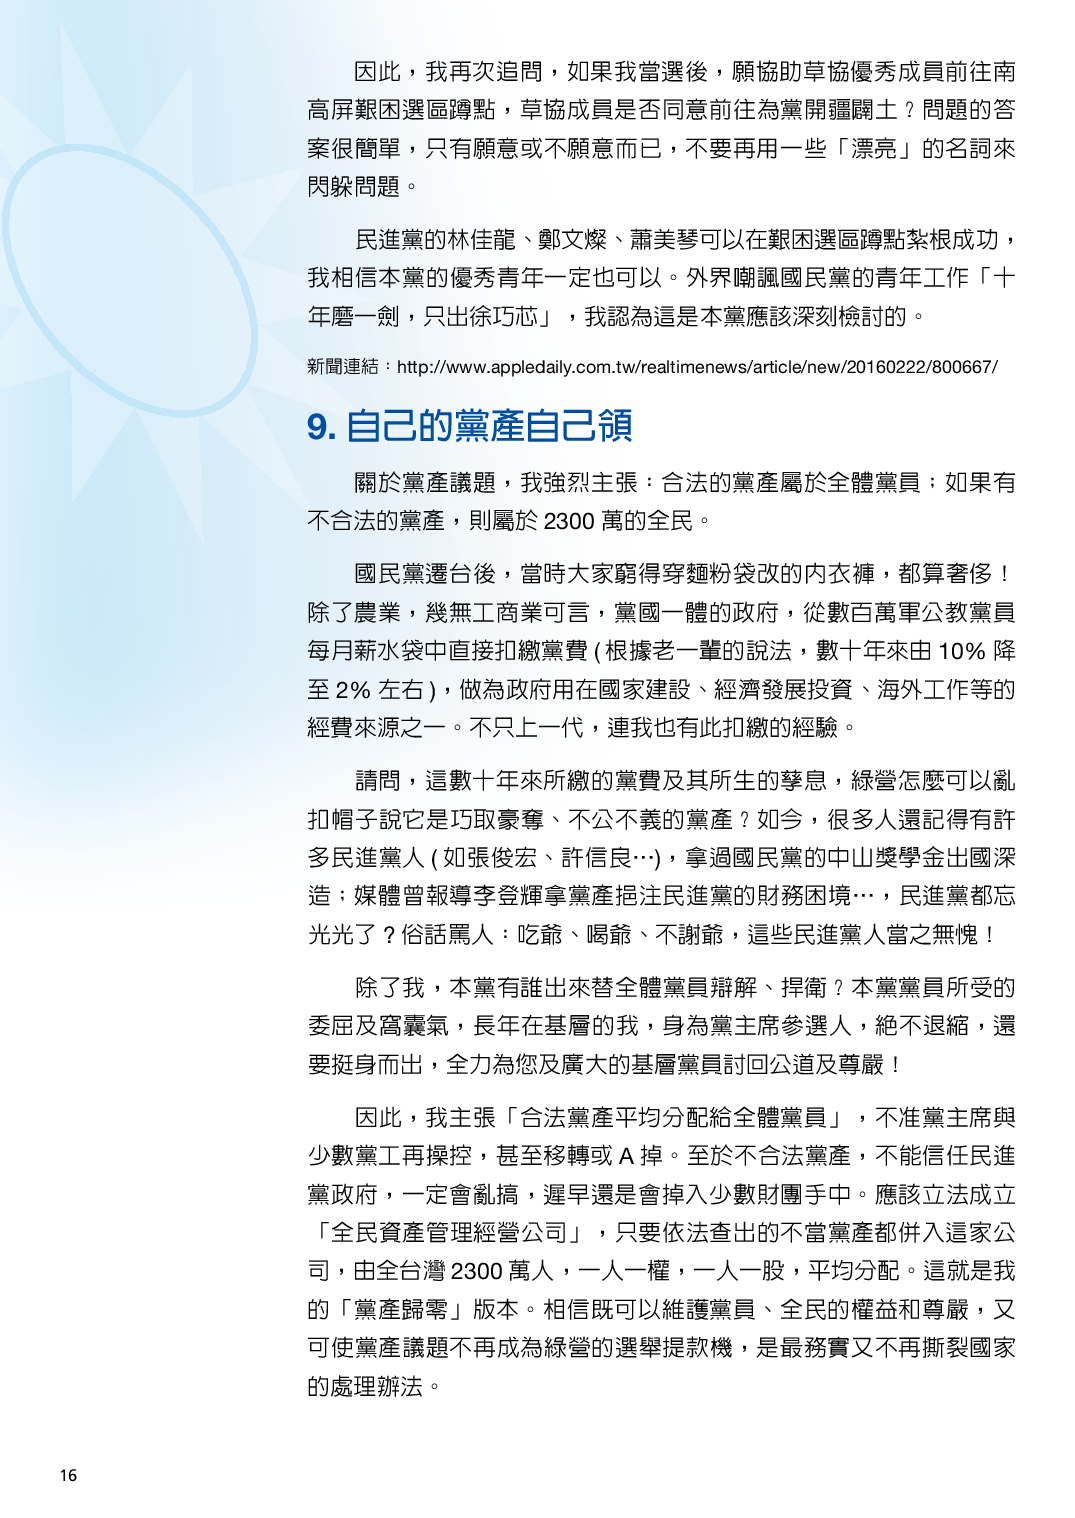 因此，我再次追問，如果我當選後，願協助草協優秀成員前往南
高屏艱困選區蹲點，草協成員是否同意前往為黨開疆闢土？問題的答
案很簡單，只有願意或不願意而已，不要再用一些「漂亮」的名詞來
閃躲問題。
民進黨的林佳龍、鄭文燦、蕭美琴可以在艱困選區蹲點紮根成功，
我相信本黨的優秀青年一定也可以。外界嘲諷國民黨的青年工作「十
年磨一劍，只出徐巧芯」，我認為這是本黨應該深刻檢討的。
新聞連結：http://www.appledaily.com.tw/realtimenews/article/new/20160222/800667/
9. 自己的黨產自己領
關於黨產議題，我強烈主張：合法的黨產屬於全體黨員；如果有
不合法的黨產，則屬於 2300 萬的全民。
國民黨遷台後，當時大家窮得穿麵粉袋改的內衣褲，都算奢侈！
除了農業，幾無工商業可言，黨國一體的政府，從數百萬軍公教黨員
每月薪水袋中直接扣繳黨費 ( 根據老一輩的說法，數十年來由 10% 降
至 2% 左右 )，做為政府用在國家建設、經濟發展投資、海外工作等的
經費來源之一。不只上一代，連我也有此扣繳的經驗。
請問，這數十年來所繳的黨費及其所生的孳息，綠營怎麼可以亂
扣帽子說它是巧取豪奪、不公不義的黨產？如今，很多人還記得有許
多民進黨人 ( 如張俊宏、許信良…)，拿過國民黨的中山獎學金出國深
造；媒體曾報導李登輝拿黨產挹注民進黨的財務困境…，民進黨都忘
光光了？俗話罵人：吃爺、喝爺、不謝爺，這些民進黨人當之無愧！
除了我，本黨有誰出來替全體黨員辯解、捍衛？本黨黨員所受的
委屈及窩囊氣，長年在基層的我，身為黨主席參選人，絕不退縮，還
要挺身而出，全力為您及廣大的基層黨員討回公道及尊嚴！
因此，我主張「合法黨產平均分配給全體黨員」，不准黨主席與
少數黨工再操控，甚至移轉或 A 掉。至於不合法黨產，不能信任民進
黨政府，一定會亂搞，遲早還是會掉入少數財團手中。應該立法成立
「全民資產管理經營公司」，只要依法查出的不當黨產都併入這家公
司，由全台灣 2300 萬人，一人一權，一人一股，平均分配。這就是我
的「黨產歸零」版本。相信既可以維護黨員、全民的權益和尊嚴，又
可使黨產議題不再成為綠營的選舉提款機，是最務實又不再撕裂國家
的處理辦法。
16